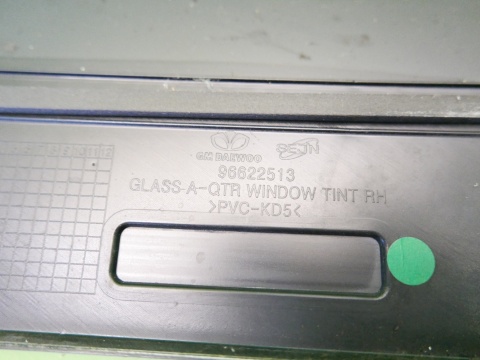 GM DAEWOO
96622513
GLASS A-QTR WINDOW TINT RH
>PVC-KD5<